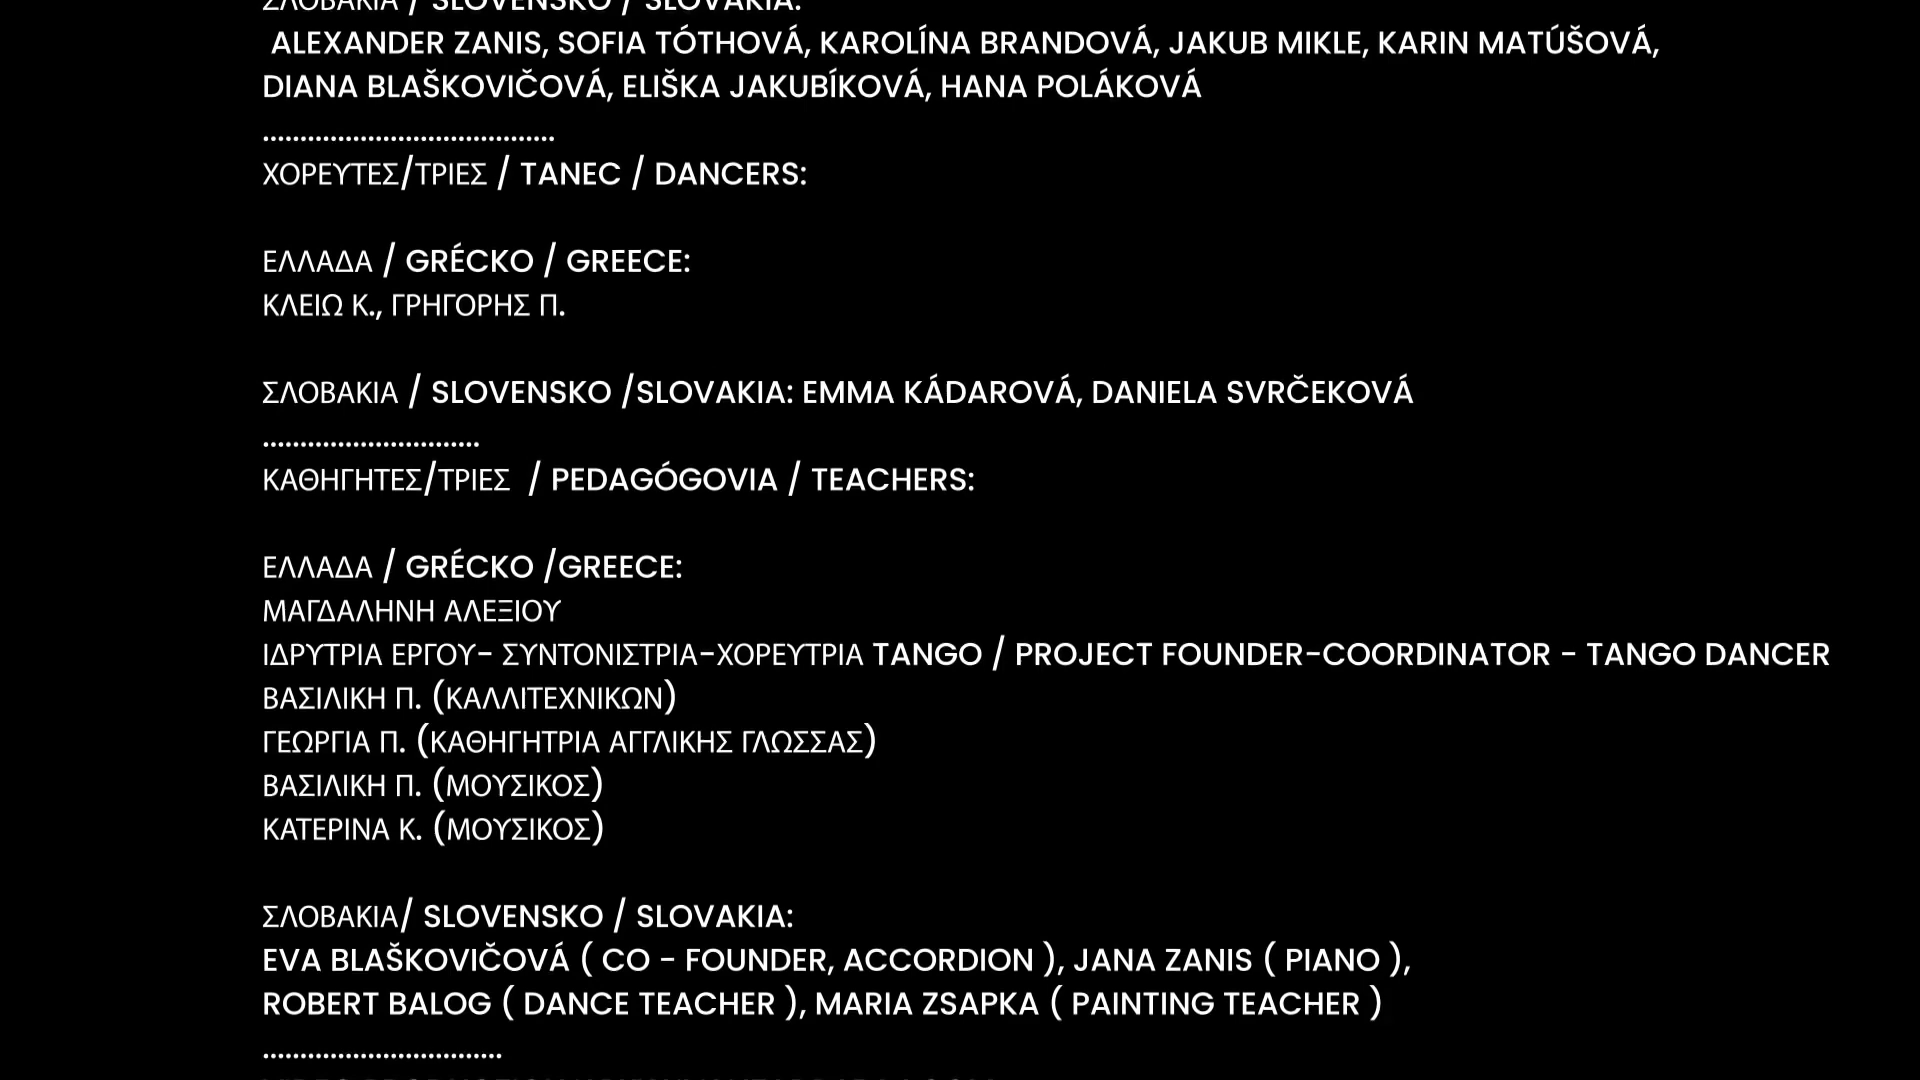 ΣΛΟΒΑΚΙΑ / SLOVENSKO / SLOVAKIA:
ALEXANDER ZANIS, SOFIA TÓTHOVÁ, KAROLÍNA BRANDOVÁ, JAKUB MIKLE, KARIN MATÚŠOVÁ,
DIANA BLAŠKOVIČOVÁ, ELIŠKA JAKUBÍKOVÁ, HANA POLÁKOVÁ
.......................................
ΧΟΡΕΥΤΕΣ/ΤΡΙΕΣ / TANEC / DANCERS:
ΕΛΛΑΔΑ / GRÉCKO / GREECE:
ΚΛΕΙΩ Κ., ΓΡΗΓΟΡΗΣ Π.
ΣΛΟΒΑΚΙΑ / SLOVENSKO /SLOVAKIA: EMMA KÁDAROVÁ, DANIELA SVRČEKOVÁ
.............................
ΚΑΘΗΓΗΤΕΣ/ΤΡΙΕΣ / PEDAGÓGOVIA / TEACHERS:
ΕΛΛΑΔΑ / GRÉCKO /GREECE:
ΜΑΓΔΑΛΗΝΗ ΑΛΕΞΙΟΥ
ΙΔΡΥΤΡΙΑ ΕΡΓΟΥ- ΣΥΝΤΟΝΙΣΤΡΙΑ-ΧΟΡΕΥΤΡΙΑ TANGO / PROJECT FOUNDER-COORDINATOR - TANGO DANCER
ΒΑΣΙΛΙΚΗ Π. (ΚΑΛΛΙΤΕΧΝΙΚΩΝ)
ΓΕΩΡΓΙΑ Π. (ΚΑΘΗΓΗΤΡΙΑ ΑΓΓΛΙΚΗΣ ΓΛΩΣΣΑΣ)
ΒΑΣΙΛΙΚΗ Π. (ΜΟΥΣΙΚΟΣ)
ΚΑΤΕΡΙΝΑ Κ. (ΜΟΥΣΙΚΟΣ)
ΣΛΟΒΑΚΙΑ/ SLOVENSKO / SLOVAKIA:
EVA BLAŠKOVIČOVÁ ( CO - FOUNDER, ACCORDION ), JANA ZANIS ( PIANO ),
ROBERT BALOG ( DANCE TEACHER ), MARIA ZSAPKA ( PAINTING TEACHER )
................................